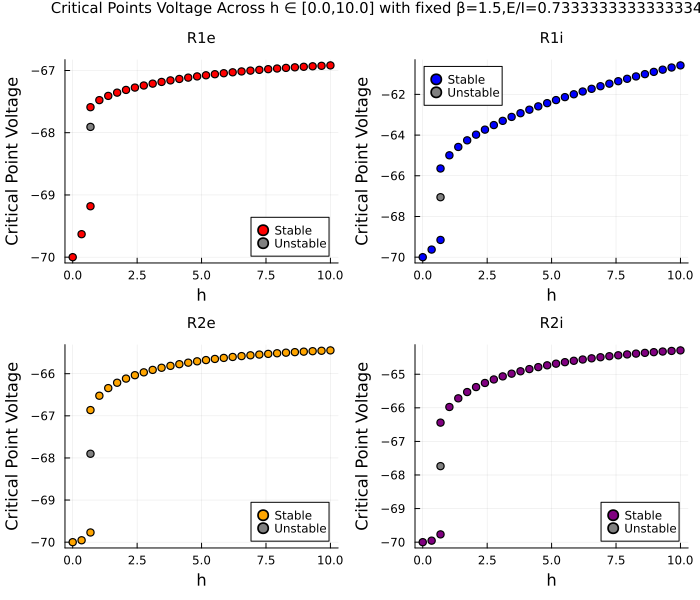 Critical Points Voltage Across h ∈ [0.0,10.0] with fixed β=1.5,E/I=0.7333333333333334
R1e
Critical Point Voltage
−67
−68
−69
−70
0.0 2.5 5.0 7.5 10.0
h
Stable
Unstable
R1i
Critical Point Voltage
−62
−64
−66
−68
−70
0.0 2.5 5.0 7.5 10.0
h
Stable
Unstable
R2e
Critical Point Voltage
−66
−67
−68
−69
−70
0.0 2.5 5.0 7.5 10.0
h
Stable
Unstable
R2i
Critical Point Voltage
−65
−66
−67
−68
−69
−70
0.0 2.5 5.0 7.5 10.0
h
Stable
Unstable